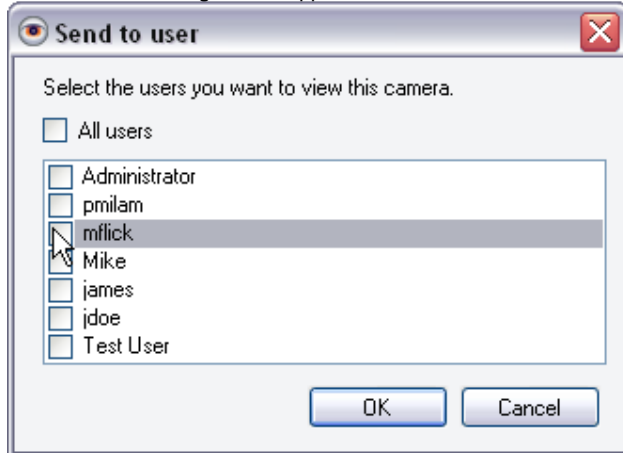 Send to user
Select the users you want to view this camera.
All users
Administrator
pmilam
mflick
Mike
james
jdoe
Test User
OK
Cancel